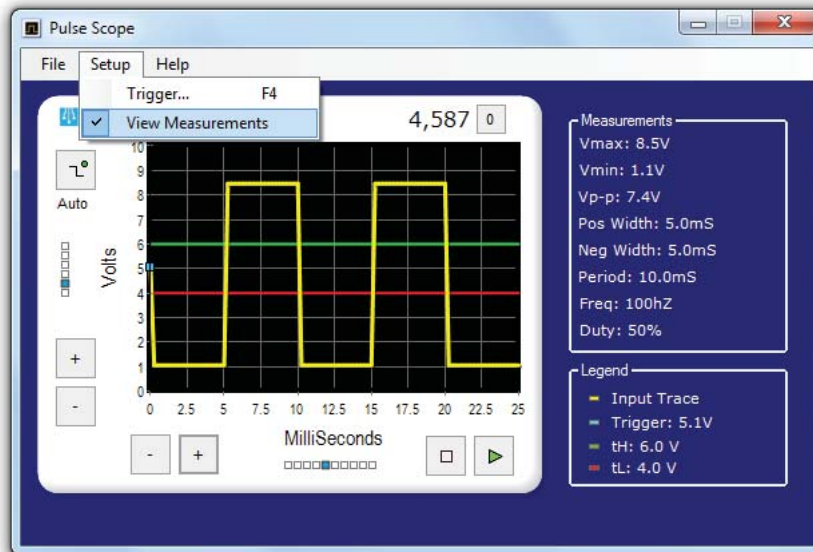 Pulse Scope
File Setup Help
Trigger... F4
View Measurements
4,587 0
Auto
Volts
10
9
8
7
6
5
4
3
2
1
0
0 2.5 5 7.5 10 12.5 15 17.5 20 22.5 25
MilliSeconds
+
-
- +
Measurements
Vmax: 8.5V
Vmin: 1.1V
Vp-p: 7.4V
Pos Width: 5.0mS
Neg Width: 5.0mS
Period: 10.0mS
Freq: 100hZ
Duty: 50%
Legend
Input Trace
Trigger: 5.1V
tH: 6.0 V
tL: 4.0 V